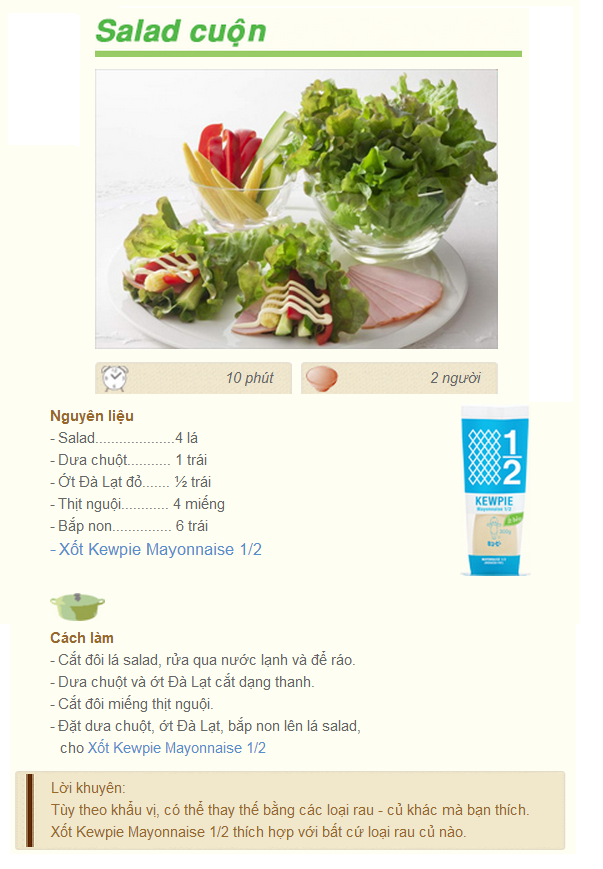 Salad cuộn
10 phút
2 người
Nguyên liệu
- Salad....................4 lá
- Dưa chuột........... 1 trái
- Ớt Đà Lạt đỏ....... ½ trái
- Thịt nguội............ 4 miếng
- Bắp non............... 6 trái
- Xốt Kewpie Mayonnaise 1/2
1/2
KEWPIE
Mayonnaise 1/2
Cách làm
- Cắt đôi lá salad, rửa qua nước lạnh và để ráo.
- Dưa chuột và ớt Đà Lạt cắt dạng thanh.
- Cắt đôi miếng thịt nguội.
- Đặt dưa chuột, ớt Đà Lạt, bắp non lên lá salad,
cho Xốt Kewpie Mayonnaise 1/2
Lời khuyên:
Tùy theo khẩu vị, có thể thay thế bằng các loại rau - củ khác mà bạn thích.
Xốt Kewpie Mayonnaise 1/2 thích hợp với bất cứ loại rau củ nào.